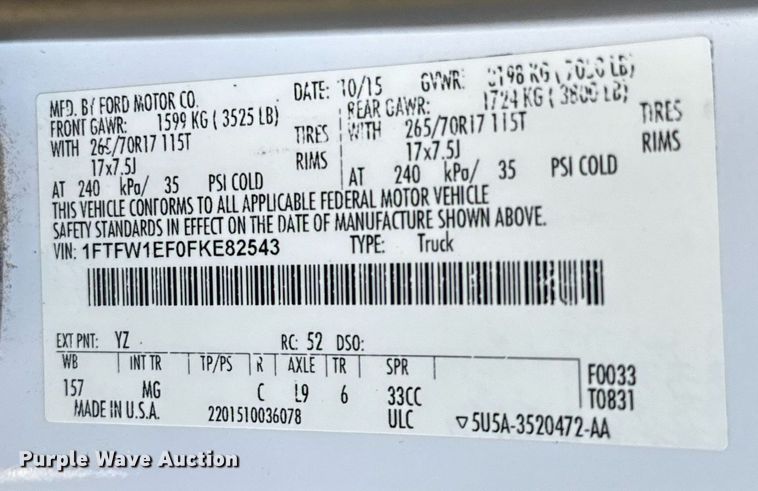 MFD. BY FORD MOTOR CO. DATE: 10/15 GVWR: 3198 KG ( LB)
FRONT GAWR: 1599 KG ( 3525 LB) REAR GAWR: 1724 KG ( 3800 LB)
WITH 265/70R17 115T TIRES WITH 265/70R17 115T TIRES
17x7.5J RIMS 17x7.5J RIMS
AT 240 kPa/ 35 PSI COLD AT 240 kPa/ 35 PSI COLD
THIS VEHICLE CONFORMS TO ALL APPLICABLE FEDERAL MOTOR VEHICLE
SAFETY STANDARDS IN EFFECT ON THE DATE OF MANUFACTURE SHOWN ABOVE.
VIN: 1FTFW1EF0FKE82543 TYPE: Truck
EXT PNT: YZ RC: 52 DSO:
WB INT TR TP/PS R AXLE TR SPR F0033
157 MG C L9 6 33CC T0831
MADE IN U.S.A. 2201510036078 ULC ▽5U5A-3520472-AA
Purple Wave Auction